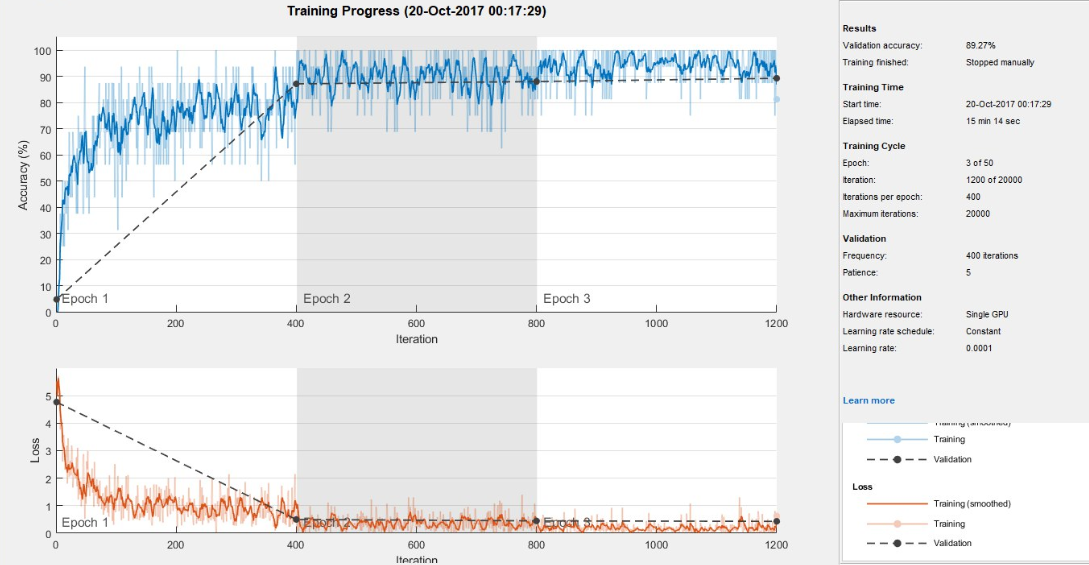 Training Progress (20-Oct-2017 00:17:29)
100
90
80
70
60
50
40
30
20
10
0
Accuracy (%)
Epoch 1
Epoch 2
Epoch 3
0 200 400 600 800 1000 1200
Iteration
5
4
3
2
1
0
Loss
Epoch 1
Epoch 2
Epoch 3
0 200 400 600 800 1000 1200
Iteration
Results
Validation accuracy: 89.27%
Training finished: Stopped manually
Training Time
Start time: 20-Oct-2017 00:17:29
Elapsed time: 15 min 14 sec
Training Cycle
Epoch: 3 of 50
Iteration: 1200 of 20000
Iterations per epoch: 400
Maximum iterations: 20000
Validation
Frequency: 400 iterations
Patience: 5
Other Information
Hardware resource: Single GPU
Learning rate schedule: Constant
Learning rate: 0.0001
Learn more
Training (smoothed)
Training
Validation
Loss
Training (smoothed)
Training
Validation